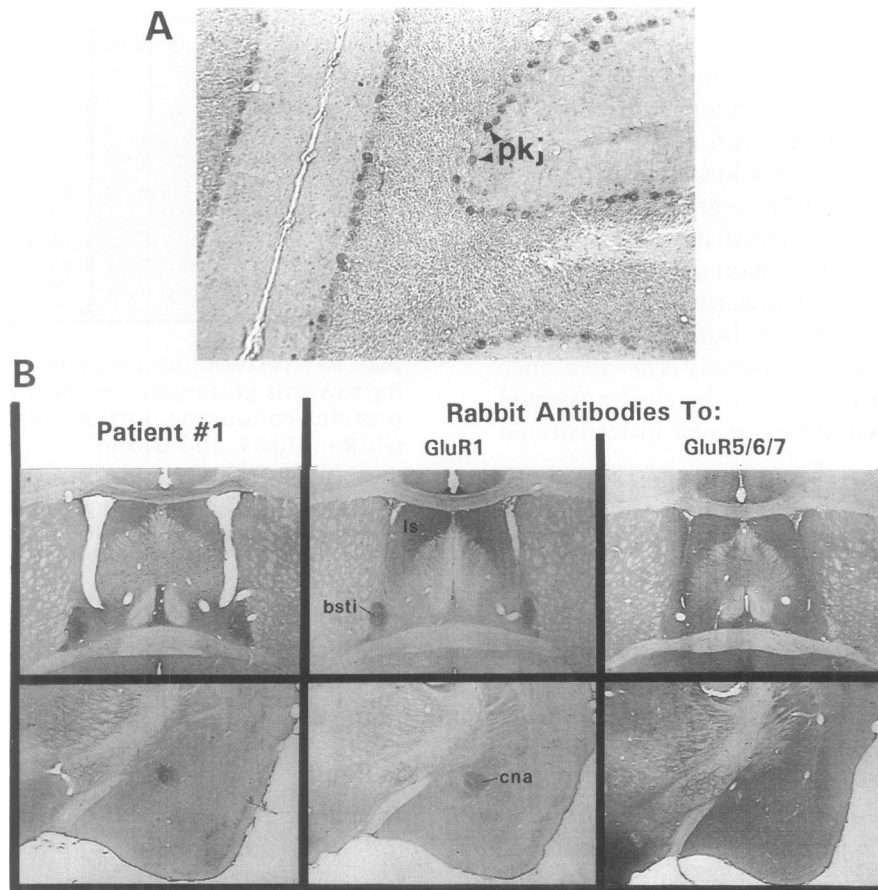 A
pkj
B
Patient #1
Rabbit Antibodies To:
GluR1
GluR5/6/7
ls
bsti
cna